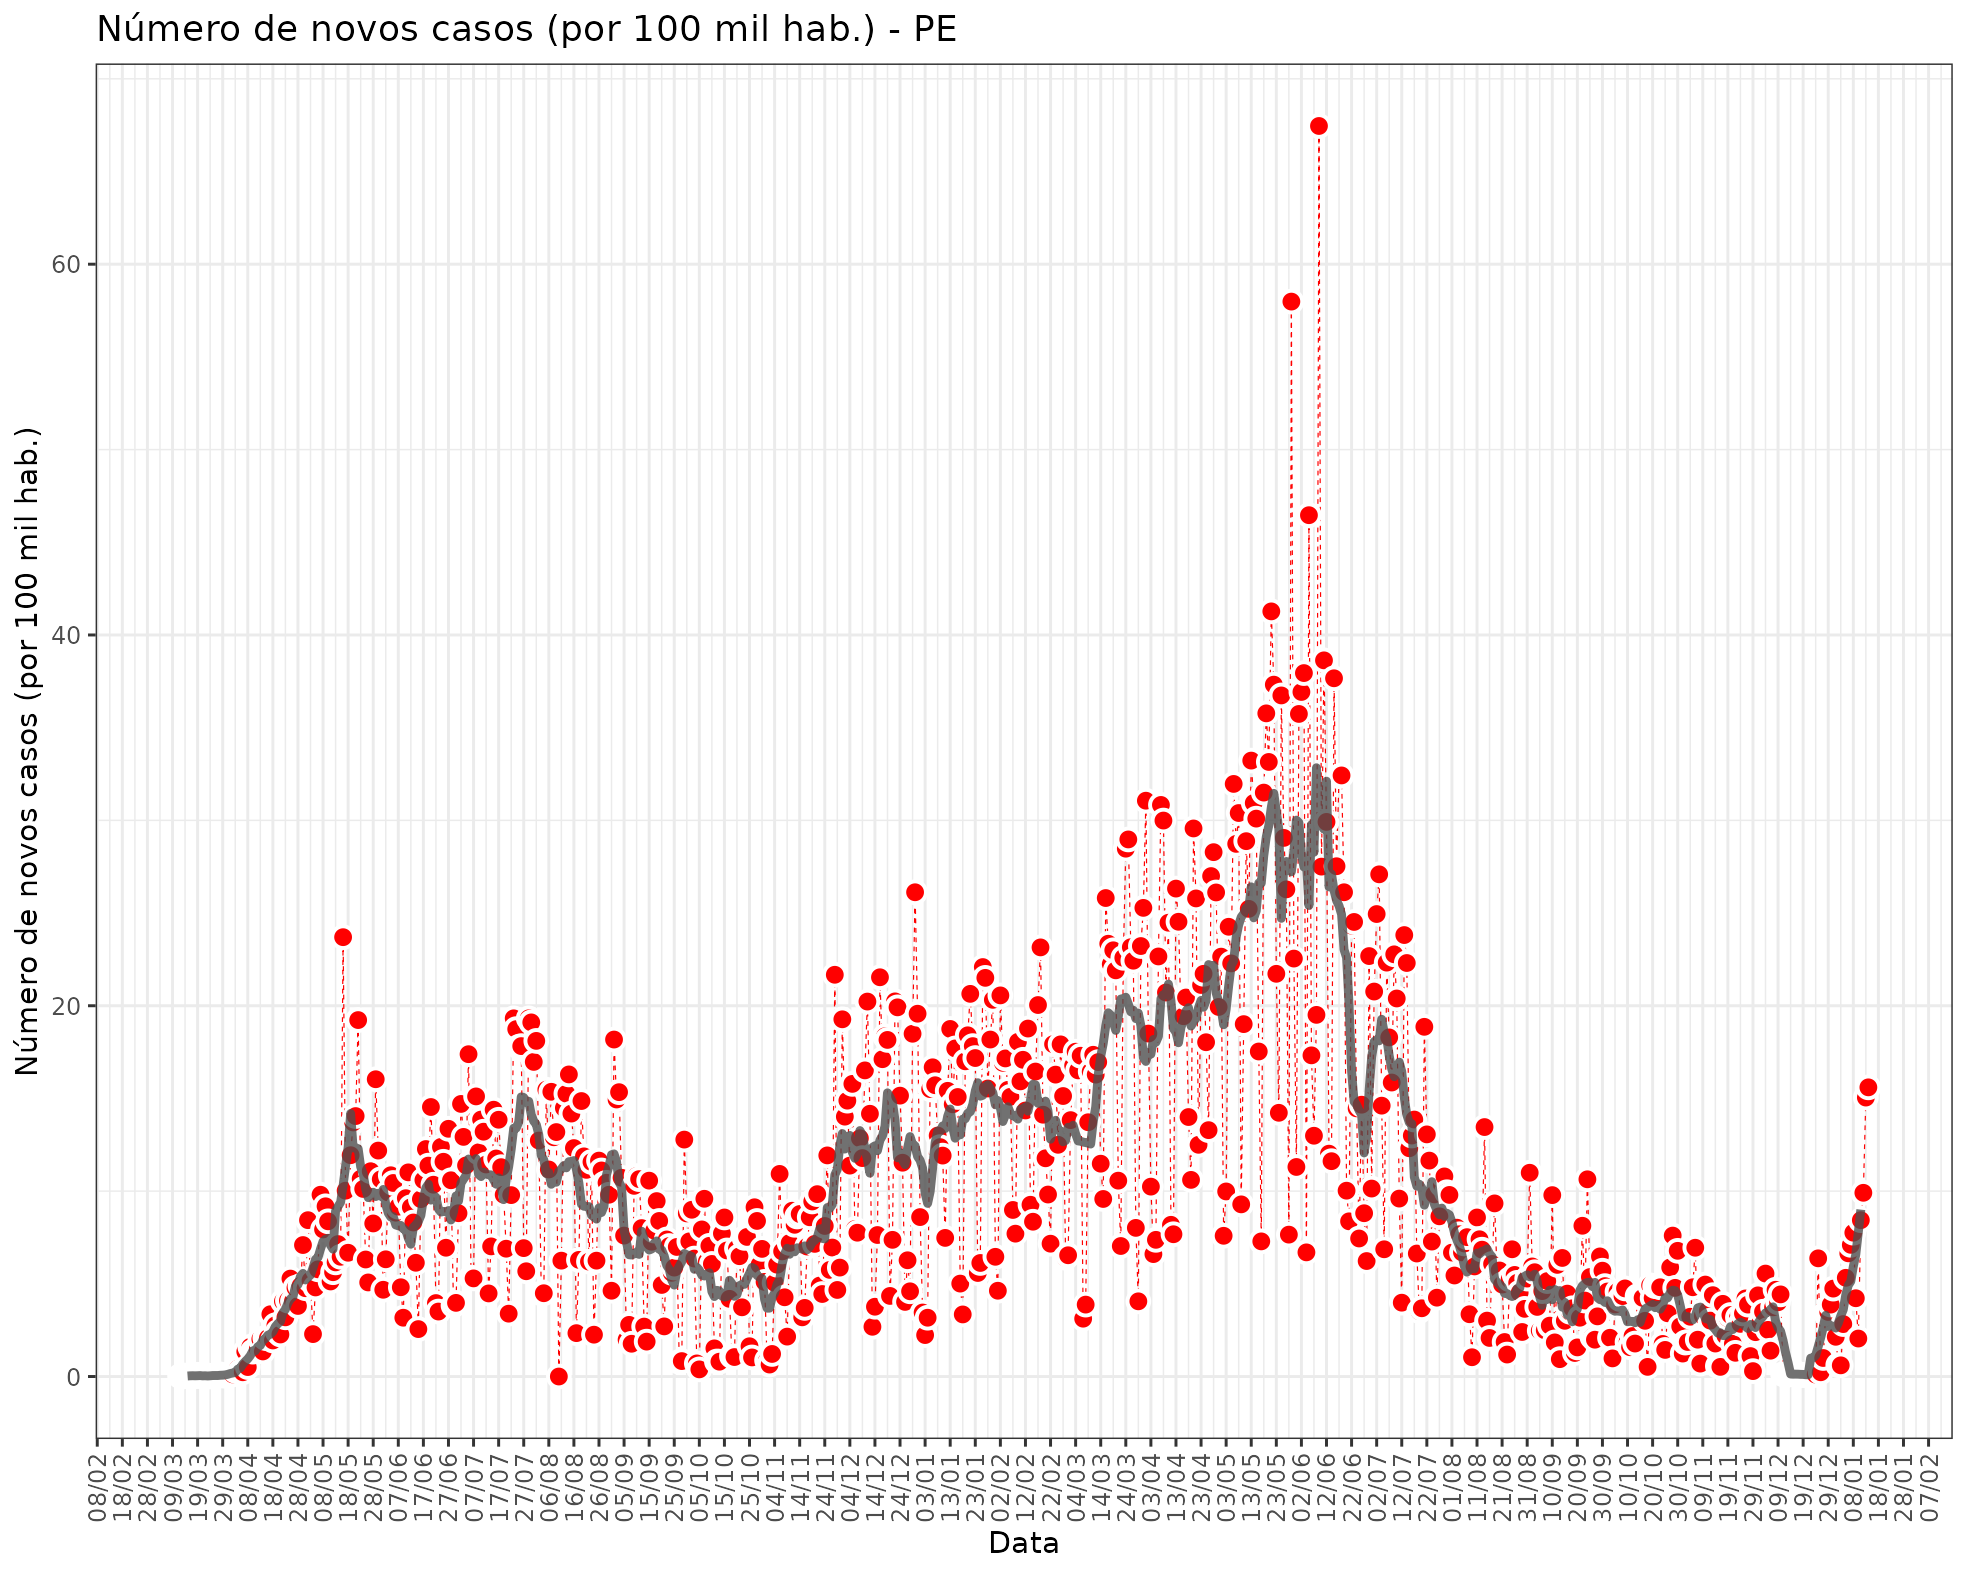 Número de novos casos (por 100 mil hab.) - PE
Número de novos casos (por 100 mil hab.)
60
40
20
0
08/02 18/02 28/02 09/03 19/03 29/03 08/04 18/04 28/04 08/05 18/05 28/05 07/06 17/06 27/06 07/07 17/07 27/07 06/08 16/08 26/08 05/09 15/09 25/09 05/10 15/10 25/10 04/11 14/11 24/11 04/12 14/12 24/12 03/01 13/01 23/01 02/02 12/02 22/02 04/03 14/03 24/03 03/04 13/04 23/04 03/05 13/05 23/05 02/06 12/06 22/06 02/07 12/07 22/07 01/08 11/08 21/08 31/08 10/09 20/09 30/09 10/10 20/10 30/10 09/11 19/11 29/11 09/12 19/12 29/12 08/01 18/01 28/01 07/02
Data